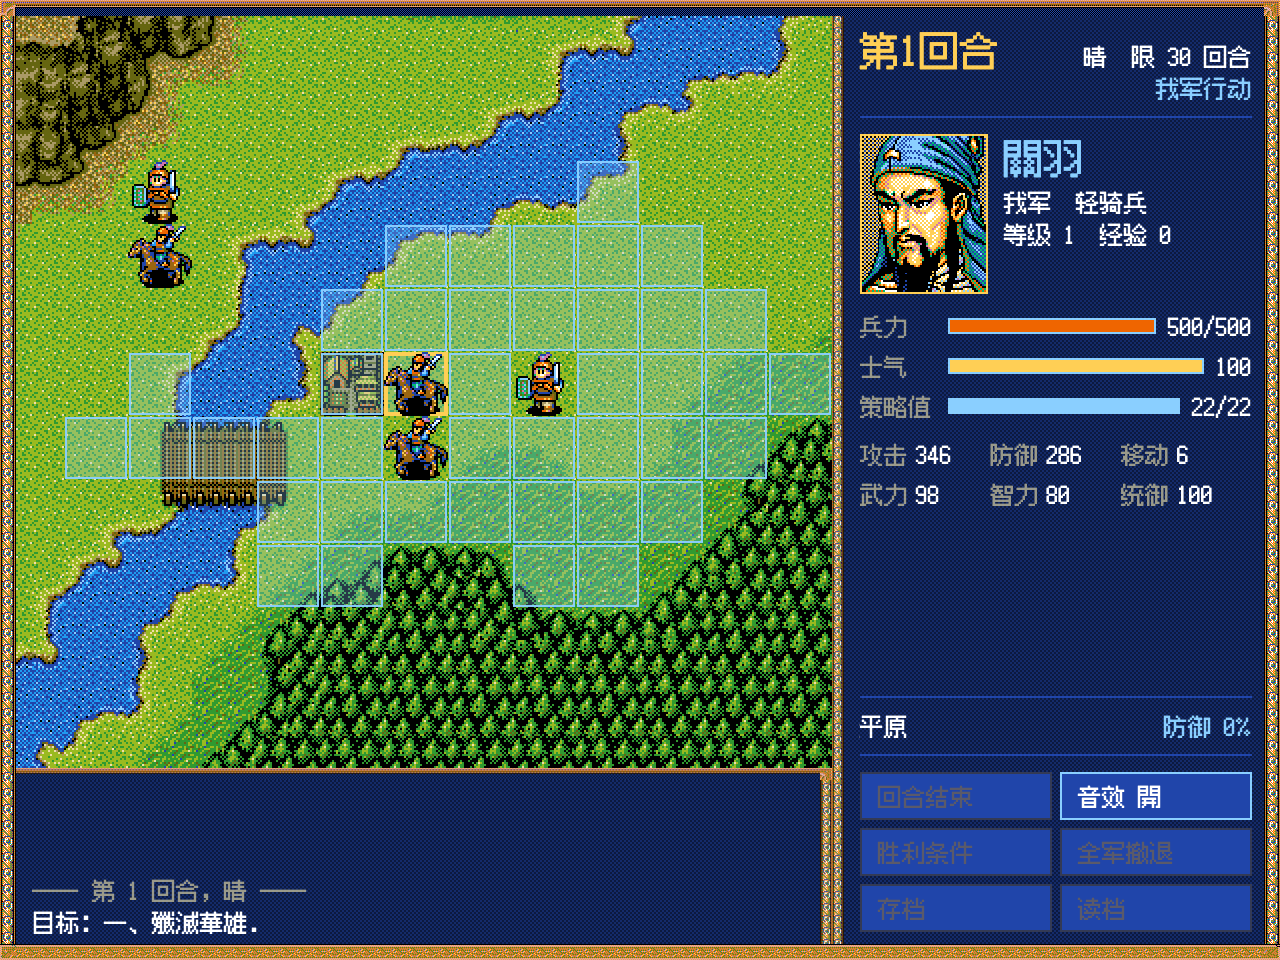 第1回合
晴 限 30 回合
我军行动
關羽
我军 轻骑兵
等级 1 经验 0
兵力 500/500
士气 100
策略值 22/22
攻击 346 防御 286 移动 6
武力 98 智力 80 统御 100
平原 防御 0%
回合结束 音效 開
胜利条件 全军撤退
存档 读档
—— 第 1 回合，晴 ——
目标：一、殲滅華雄．